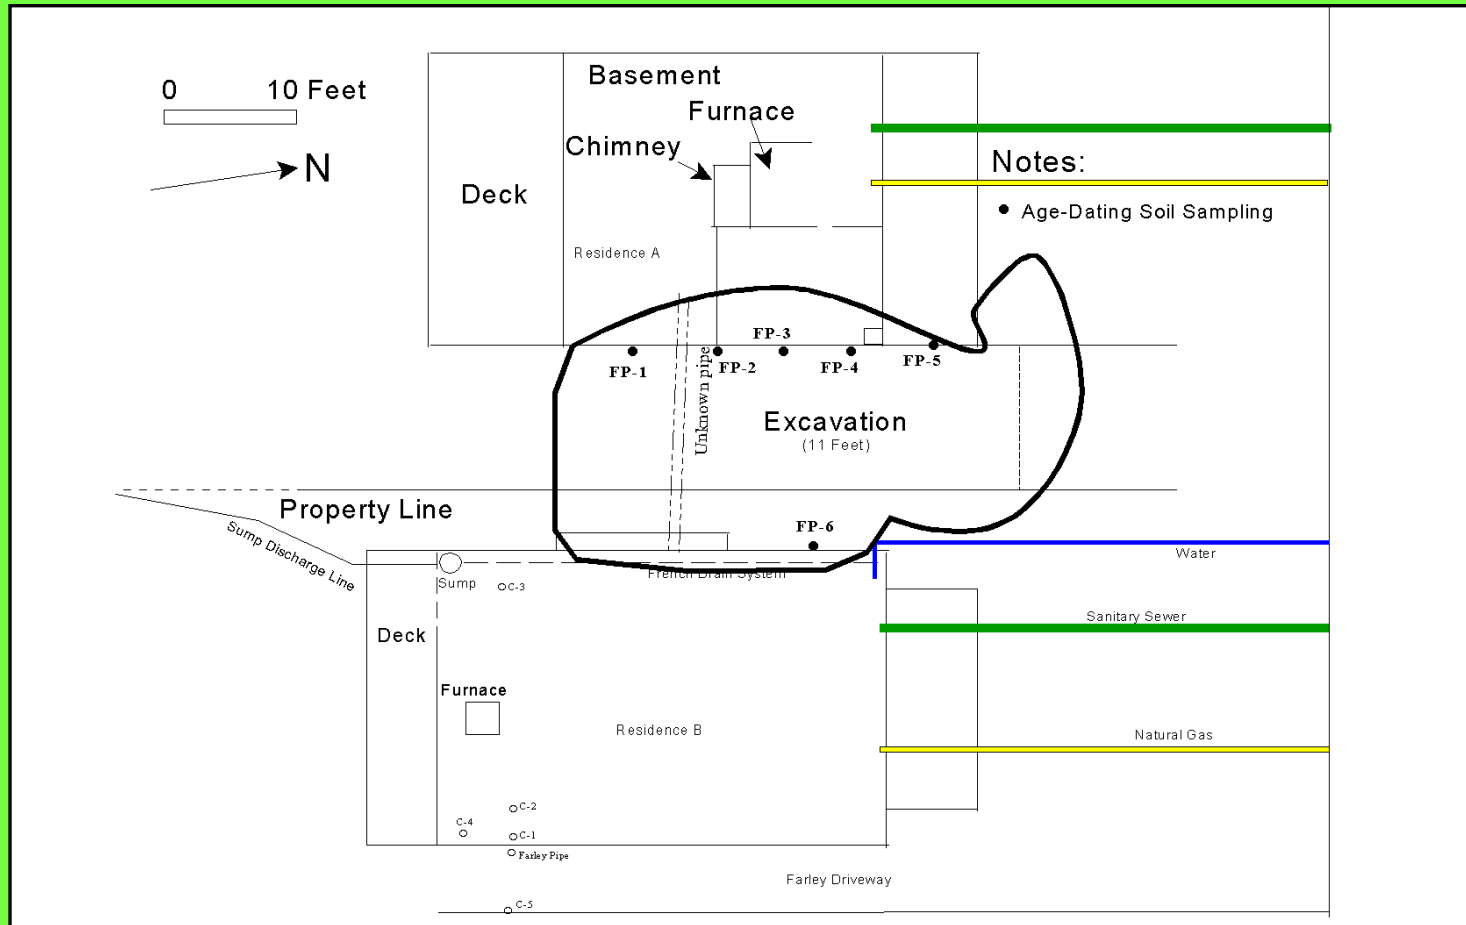 Basement
0 10 Feet
Furnace
Chimney
N
Notes:
Deck
Age-Dating Soil Sampling
Residence A
FP-3
FP-1
FP-2
FP-4
FP-5
Unknown pipe
Excavation
(11 Feet)
Property Line
Sump Discharge Line
FP-6
Water
French Drain System
Sump
C-3
Sanitary Sewer
Deck
Furnace
Residence B
Natural Gas
C-2
C-4
C-1
Farley Pipe
Farley Driveway
C-5